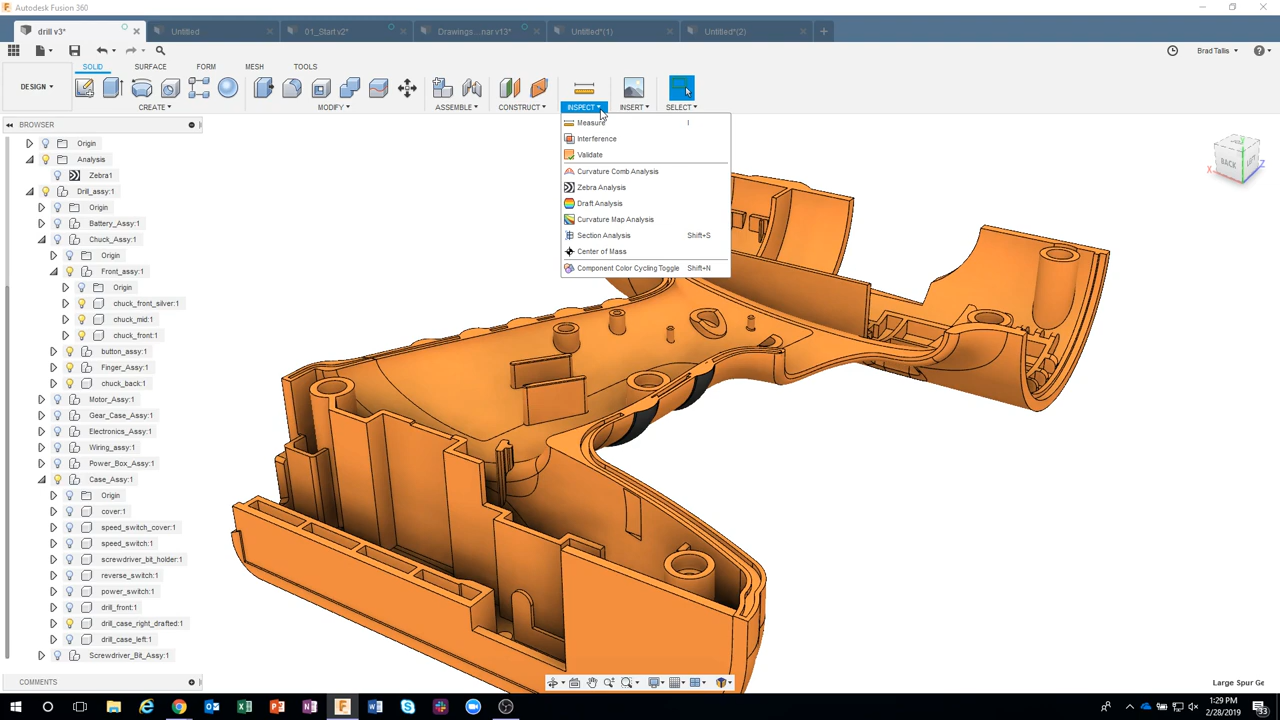 Autodesk Fusion 360
drill v3*
Untitled
01_Start v2*
Drawings ...nar v13*
Untitled*(1)
Untitled*(2)
Brad Tallis
SOLID
SURFACE
FORM
MESH
TOOLS
DESIGN
CREATE
MODIFY
ASSEMBLE
CONSTRUCT
INSPECT
INSERT
SELECT
BROWSER
Measure I
Interference
Validate
Curvature Comb Analysis
Zebra Analysis
Draft Analysis
Curvature Map Analysis
Section Analysis Shift+S
Center of Mass
Component Color Cycling Toggle Shift+N
BACK
LEFT
X
Y
Z
Origin
Analysis
Zebra1
Drill_assy:1
Origin
Battery_Assy:1
Chuck_Assy:1
Origin
Front_assy:1
Origin
chuck_front_silver:1
chuck_mid:1
chuck_front:1
button_assy:1
Finger_Assy:1
chuck_back:1
Motor_Assy:1
Gear_Case_Assy:1
Electronics_Assy:1
Wiring_assy:1
Power_Box_Assy:1
Case_Assy:1
Origin
cover:1
speed_switch_cover:1
speed_switch:1
screwdriver_bit_holder:1
reverse_switch:1
power_switch:1
drill_front:1
drill_case_right_drafted:1
drill_case_left:1
Screwdriver_Bit_Assy:1
COMMENTS
Large Spur Ge
1:29 PM
2/28/2019
33